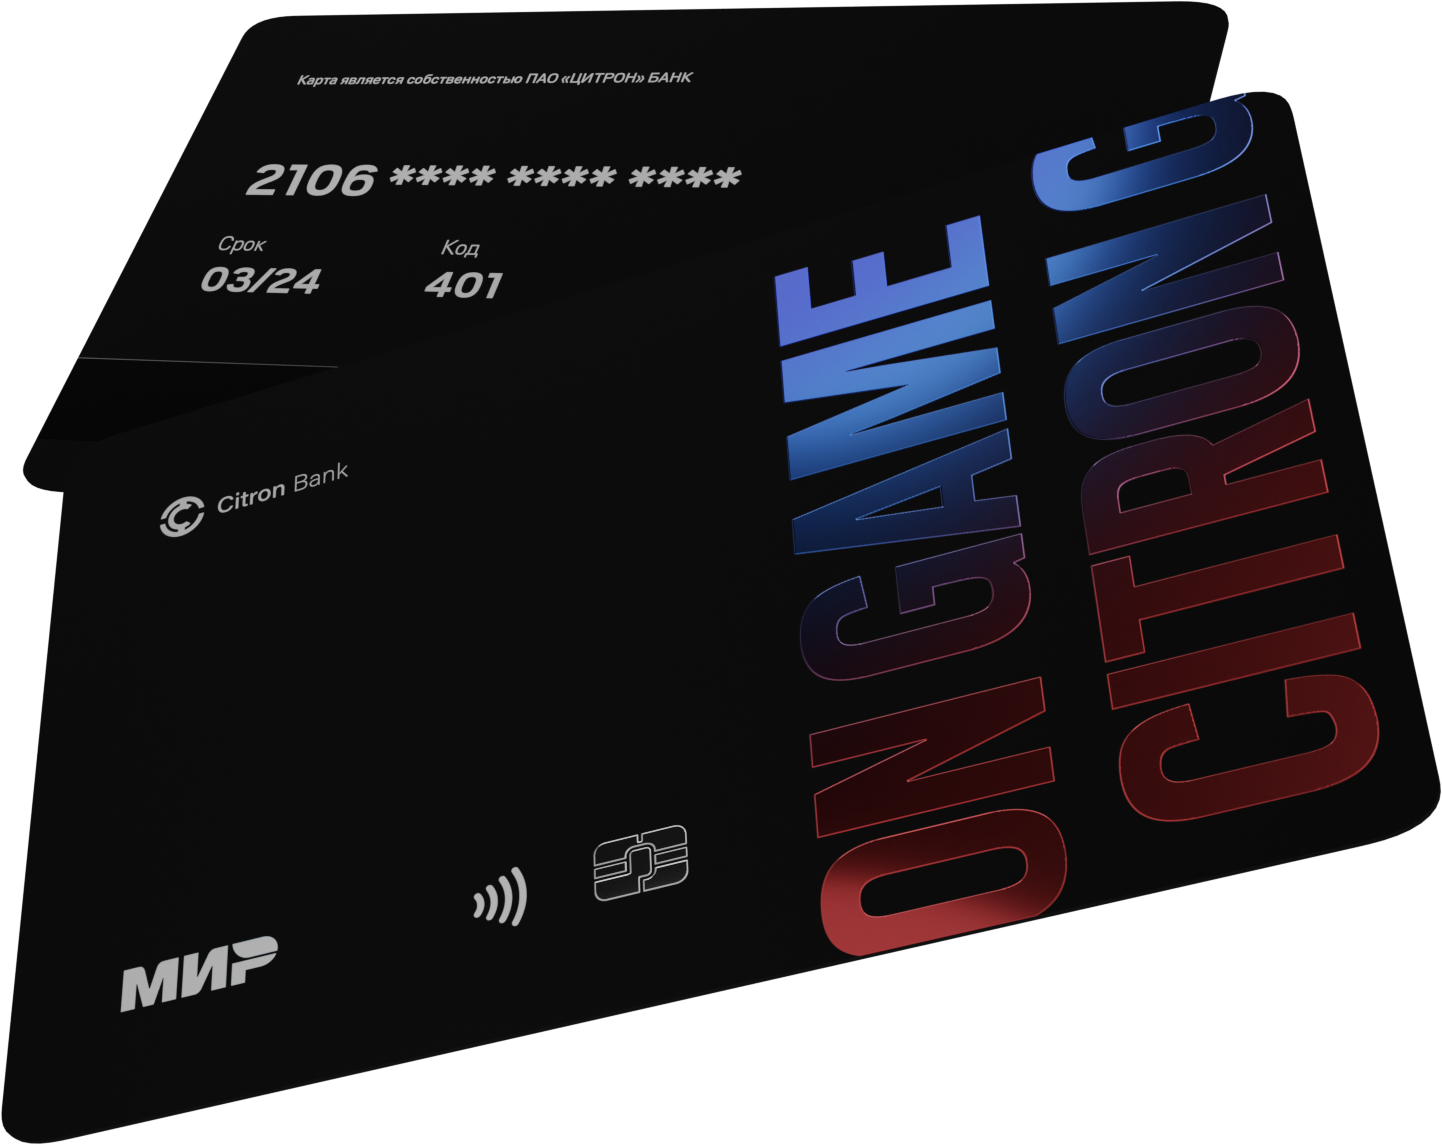 Карта является собственностью ПАО «ЦИТРОН» БАНК
2106 **** **** ****
Срок
03/24
Код
401
Citron Bank
МИР
ON GAME
CITRON G